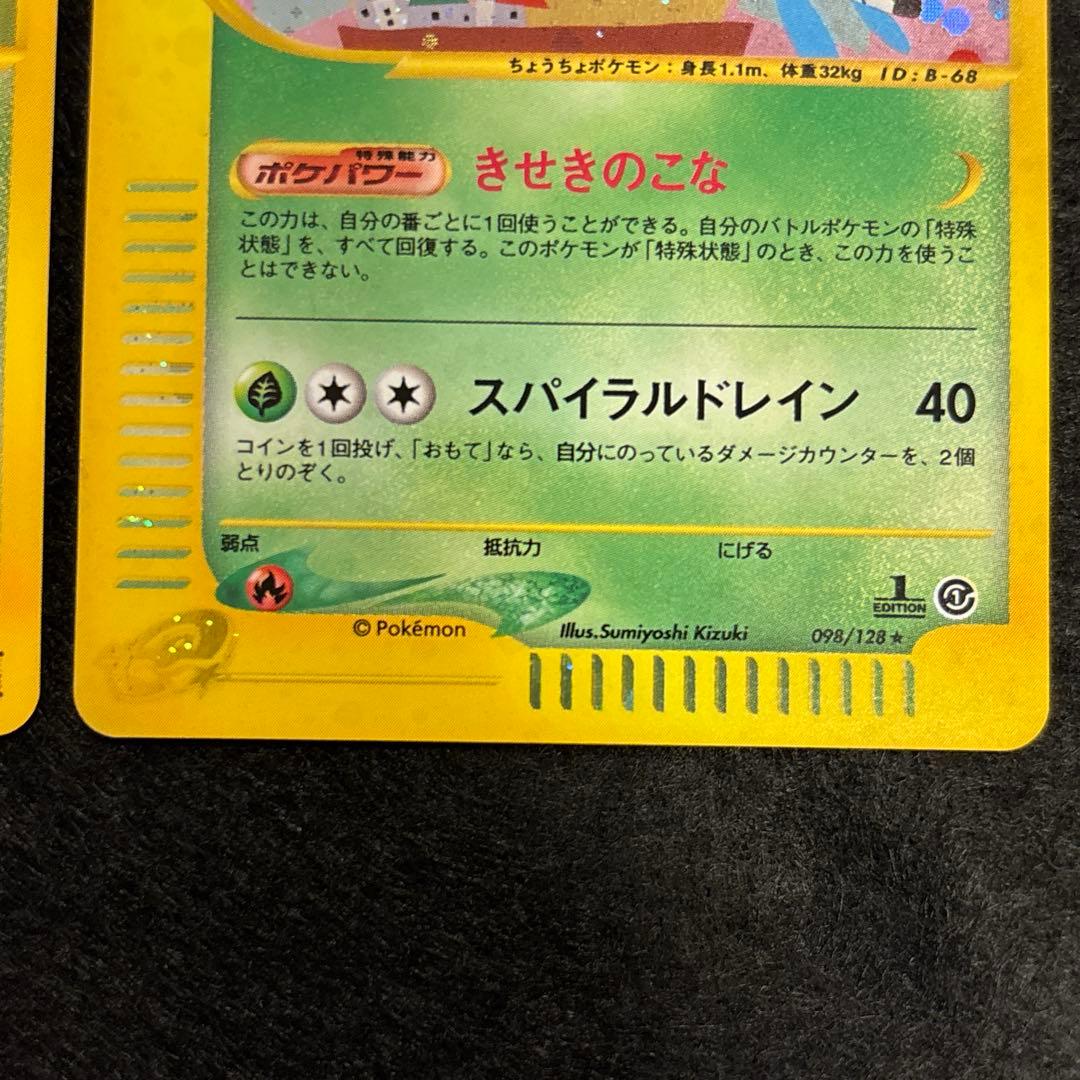 ちょうちょポケモン：身長1.1m、体重32kg ID:B-68
特殊能力
ポケパワー きせきのこな
この力は、自分の番ごとに1回使うことができる。自分のバトルポケモンの「特殊
状態」を、すべて回復する。このポケモンが「特殊状態」のとき、この力を使うこ
とはできない。
スパイラルドレイン 40
コインを1回投げ、「おもて」なら、自分にのっているダメージカウンターを、2個
とりのぞく。
弱点 抵抗力 にげる
1
EDITION
© Pokémon Illus.Sumiyoshi Kizuki 098/128 ★